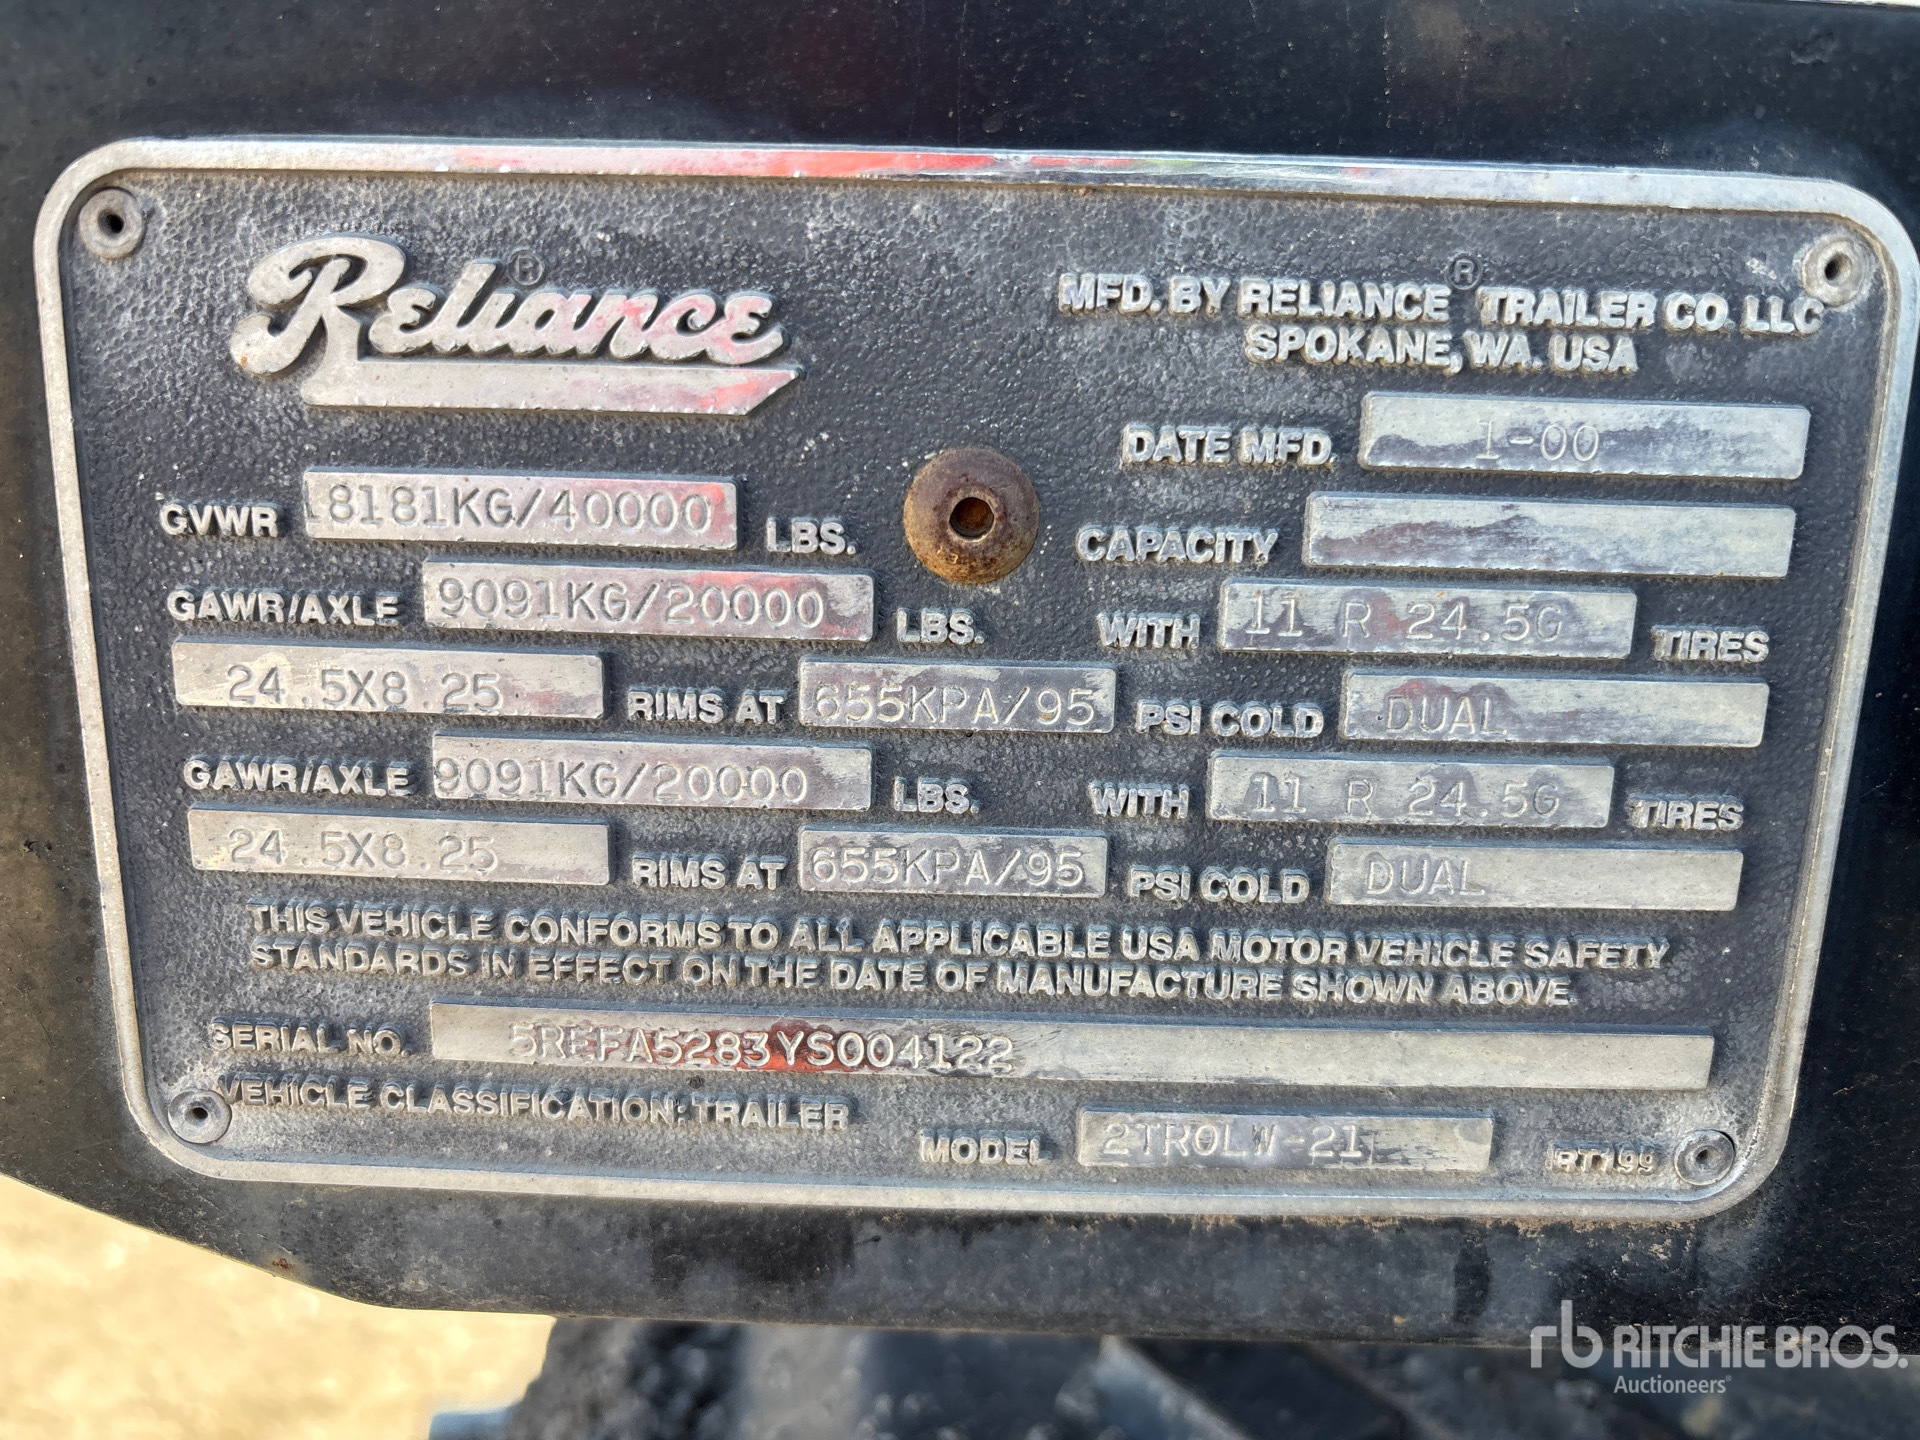 Reliance®
MFD. BY RELIANCE® TRAILER CO. LLC
SPOKANE, WA. USA
DATE MFD. 1-00
GVWR 18181KG/40000 LBS. CAPACITY
GAWR/AXLE 9091KG/20000 LBS. WITH 11 R 24.5G TIRES
24.5X8.25 RIMS AT 655KPA/95 PSI COLD DUAL
GAWR/AXLE 9091KG/20000 LBS. WITH 11 R 24.5G TIRES
24.5X8.25 RIMS AT 655KPA/95 PSI COLD DUAL
THIS VEHICLE CONFORMS TO ALL APPLICABLE USA MOTOR VEHICLE SAFETY
STANDARDS IN EFFECT ON THE DATE OF MANUFACTURE SHOWN ABOVE.
SERIAL NO. 5REFA5283YS004122
VEHICLE CLASSIFICATION: TRAILER
MODEL 2TROLW-21 RT199
rb RITCHIE BROS.
Auctioneers®